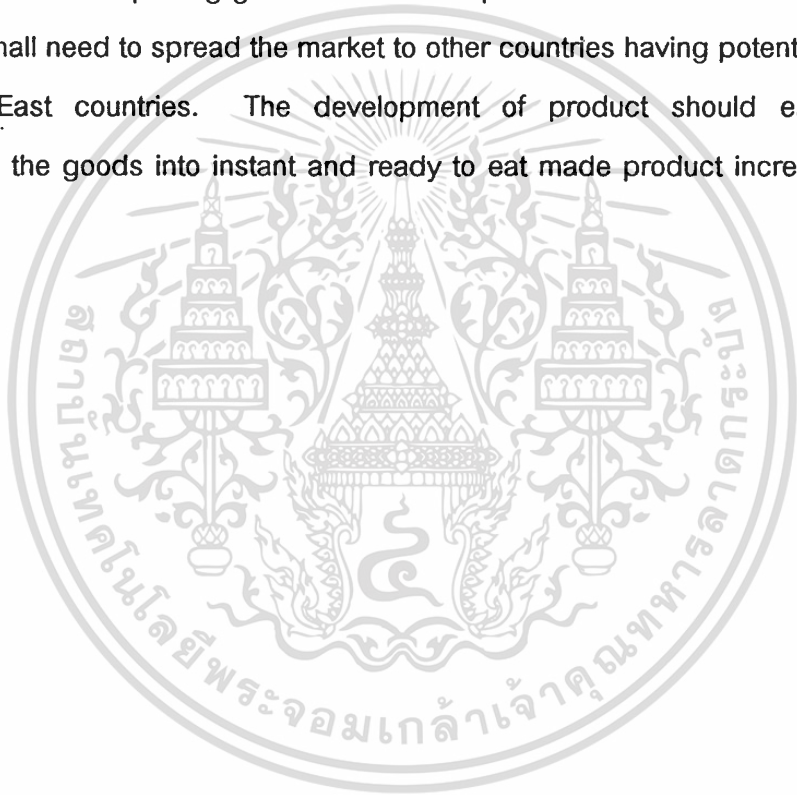 hall need to spread the market to other countries having potent
East countries. The development of product should e
the goods into instant and ready to eat made product incre
สถาบันเทคโนโลยีพระจอมเกล้าเจ้าคุณทหารลาดกระบัง